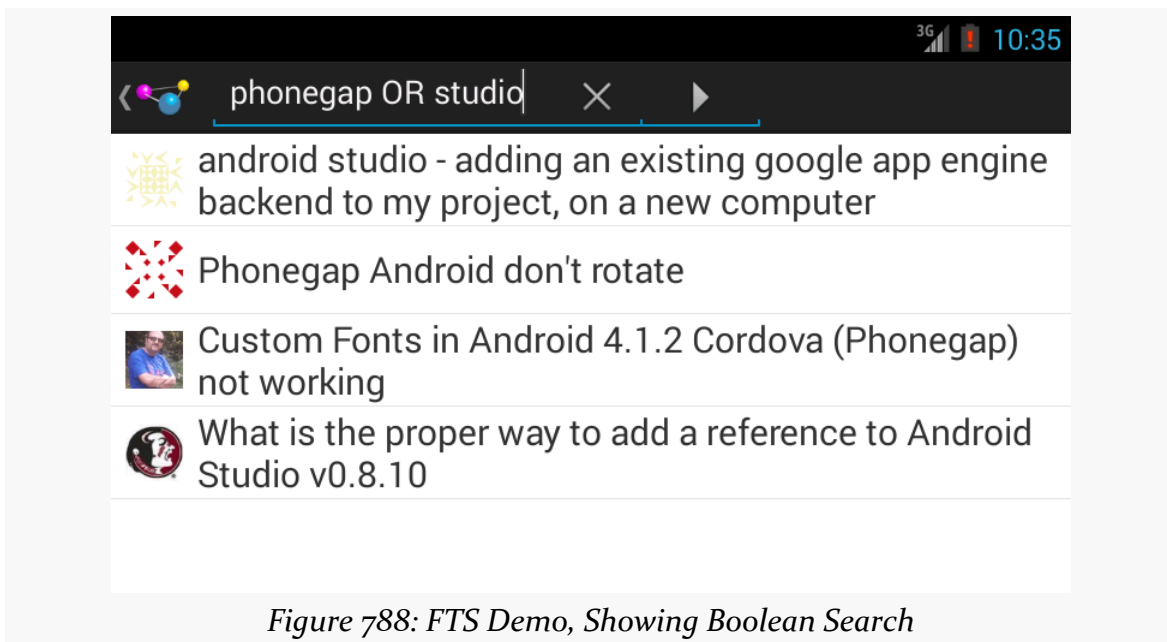 3G 10:35
phonegap OR studio
android studio - adding an existing google app engine
backend to my project, on a new computer
Phonegap Android don't rotate
Custom Fonts in Android 4.1.2 Cordova (Phonegap)
not working
What is the proper way to add a reference to Android
Studio v0.8.10
Figure 788: FTS Demo, Showing Boolean Search